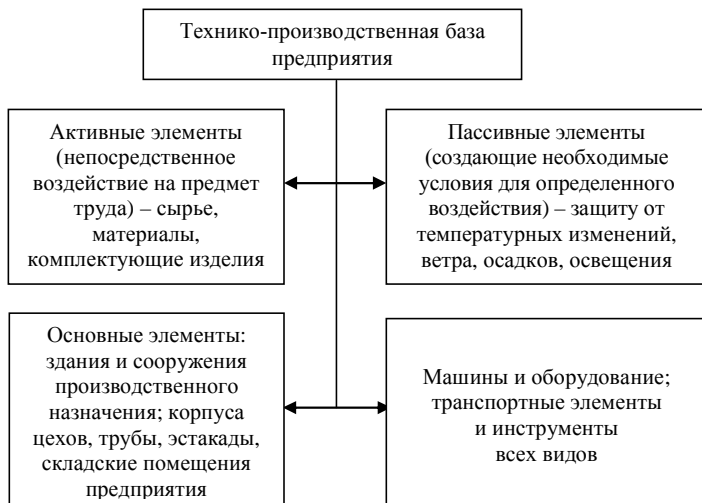 Технико-производственная база
предприятия
Активные элементы
(непосредственное
воздействие на предмет
труда) – сырье,
материалы,
комплектующие изделия
Пассивные элементы
(создающие необходимые
условия для определенного
воздействия) – защиту от
температурных изменений,
ветра, осадков, освещения
Основные элементы:
здания и сооружения
производственного
назначения; корпуса
цехов, трубы, эстакады,
складские помещения
предприятия
Машины и оборудование;
транспортные элементы
и инструменты
всех видов